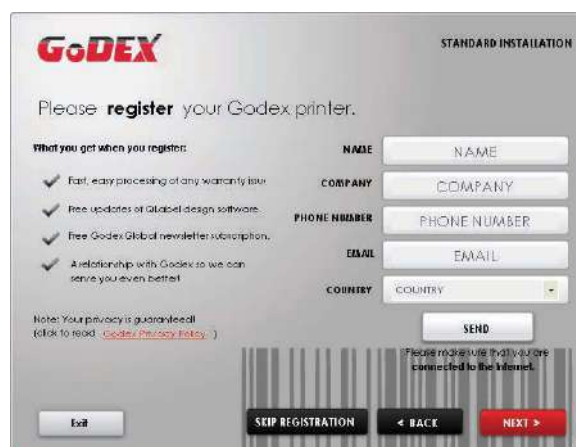 GoDEX
STANDARD INSTALLATION
Please register your Godex printer.
What you get when you register:
Fast, easy processing of any warranty issu
Free updates of QLabel design software
Free Godex Global newsletter subscription.
A relationship with Godex so we can
serve you even better!
Note: Your privacy is guaranteed!
(click to read Godex Privacy Policy )
NAME NAME
COMPANY COMPANY
PHONE NUMBER PHONE NUMBER
EMAIL EMAIL
COUNTRY COUNTRY
SEND
Please make sure that you are
connected to the Internet.
Exit
SKIP REGISTRATION
< BACK
NEXT >